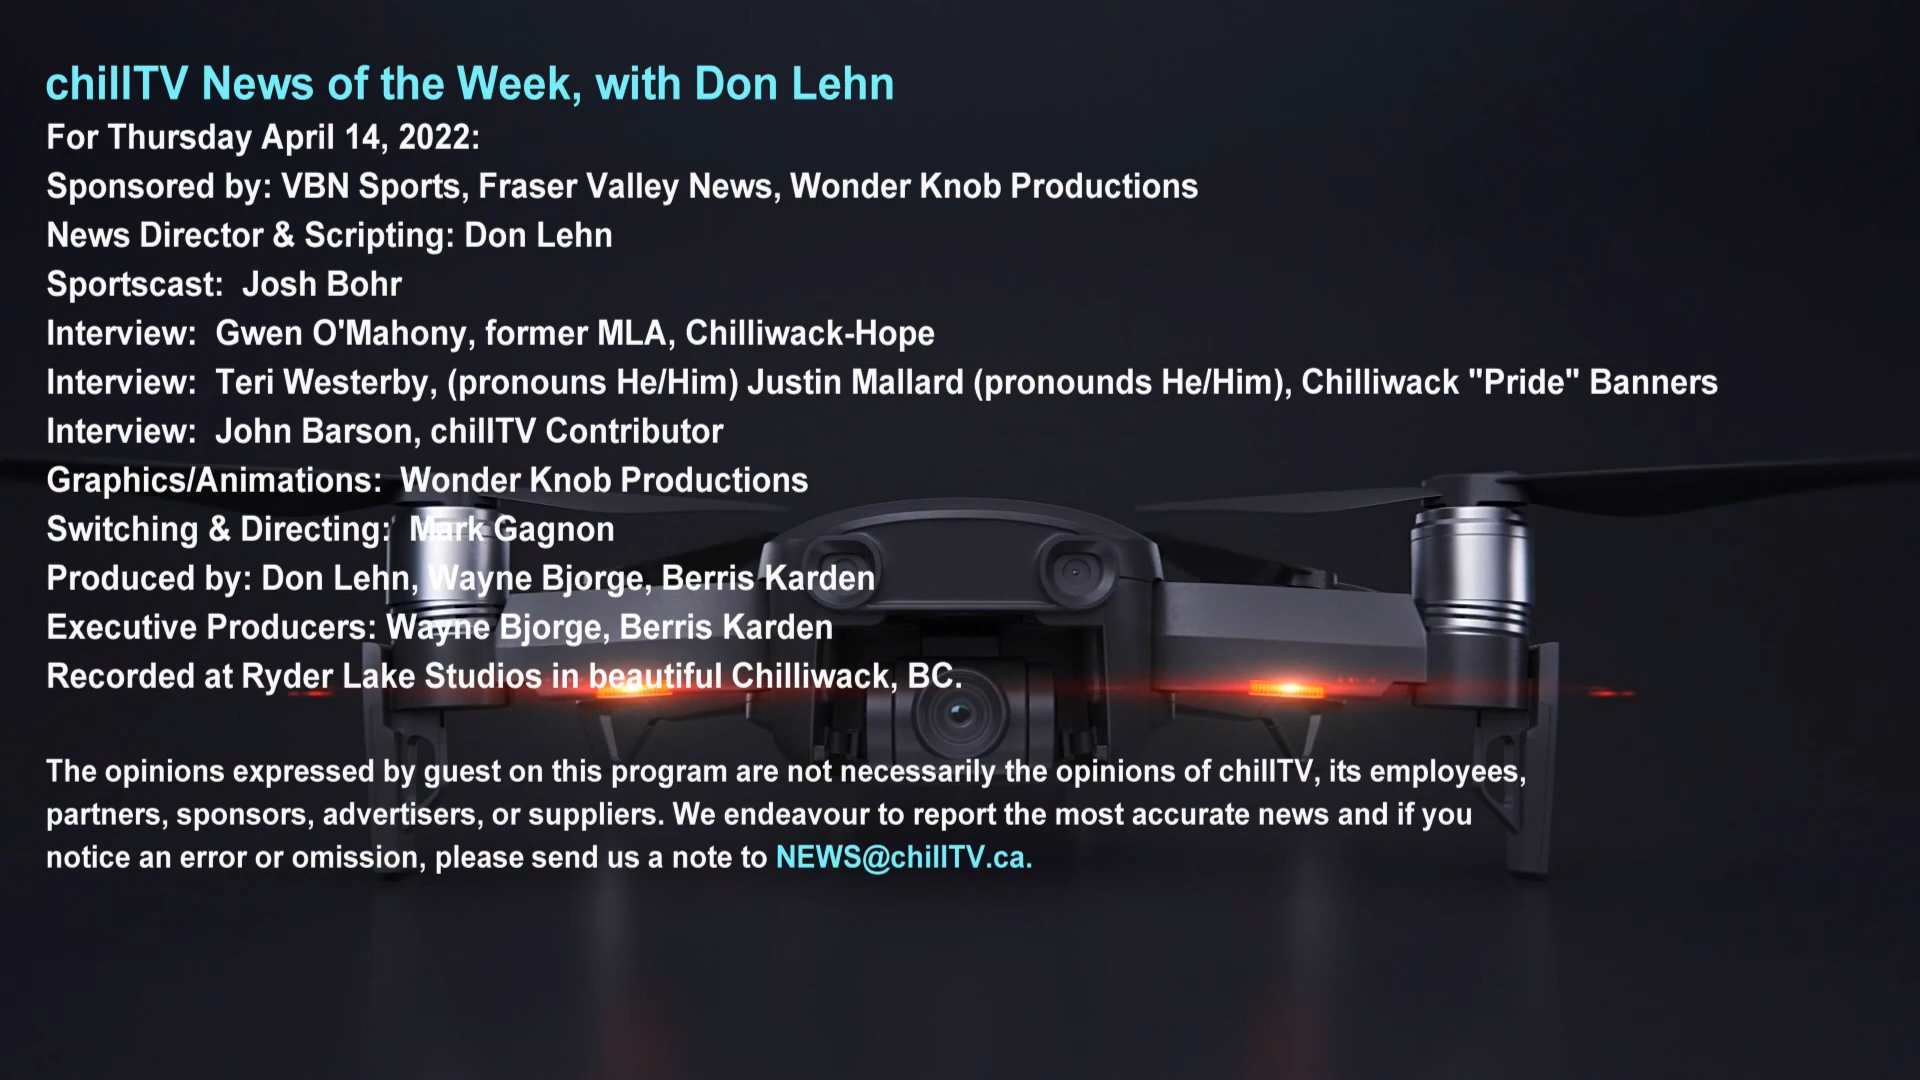 chillTV News of the Week, with Don Lehn
For Thursday April 14, 2022:
Sponsored by: VBN Sports, Fraser Valley News, Wonder Knob Productions
News Director & Scripting: Don Lehn
Sportscast:  Josh Bohr
Interview:  Gwen O'Mahony, former MLA, Chilliwack-Hope
Interview:  Teri Westerby, (pronouns He/Him) Justin Mallard (pronounds He/Him), Chilliwack "Pride" Banners
Interview:  John Barson, chillTV Contributor
Graphics/Animations:  Wonder Knob Productions
Switching & Directing:  Mark Gagnon
Produced by: Don Lehn, Wayne Bjorge, Berris Karden
Executive Producers: Wayne Bjorge, Berris Karden
Recorded at Ryder Lake Studios in beautiful Chilliwack, BC.
The opinions expressed by guest on this program are not necessarily the opinions of chillTV, its employees,
partners, sponsors, advertisers, or suppliers. We endeavour to report the most accurate news and if you
notice an error or omission, please send us a note to NEWS@chillTV.ca.